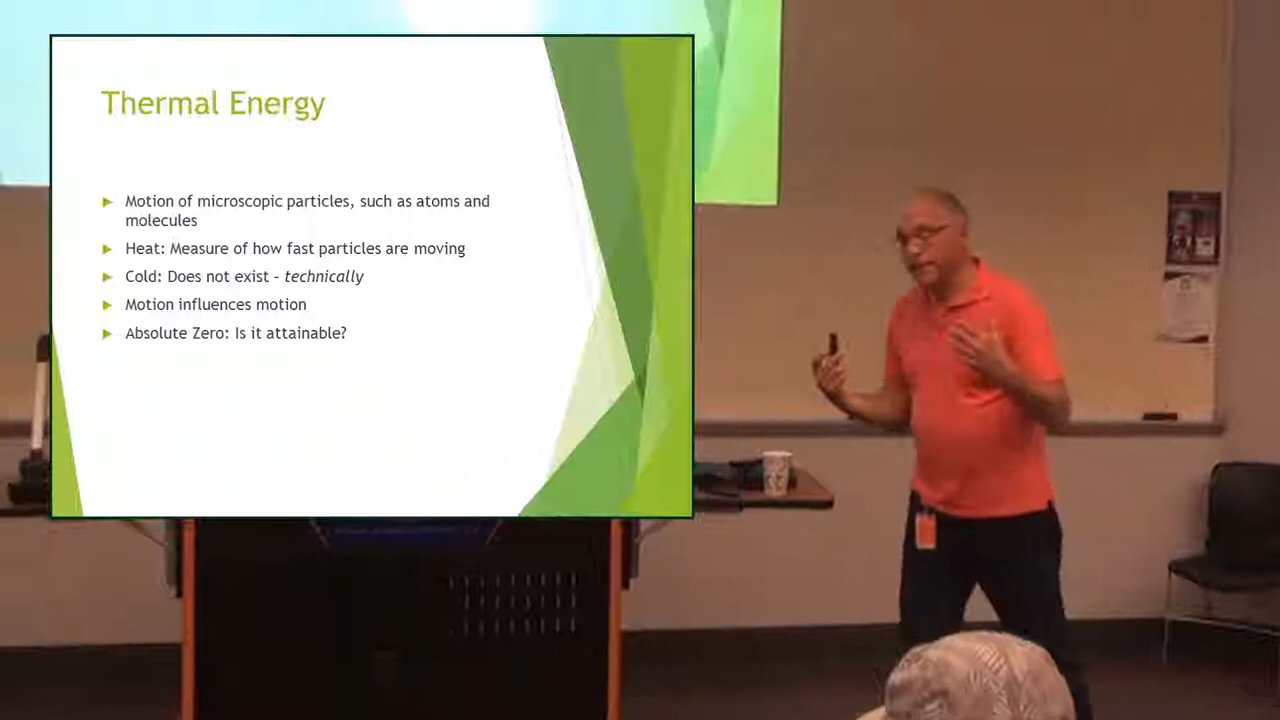 Thermal Energy
Motion of microscopic particles, such as atoms and
molecules
Heat: Measure of how fast particles are moving
Cold: Does not exist - technically
Motion influences motion
Absolute Zero: Is it attainable?